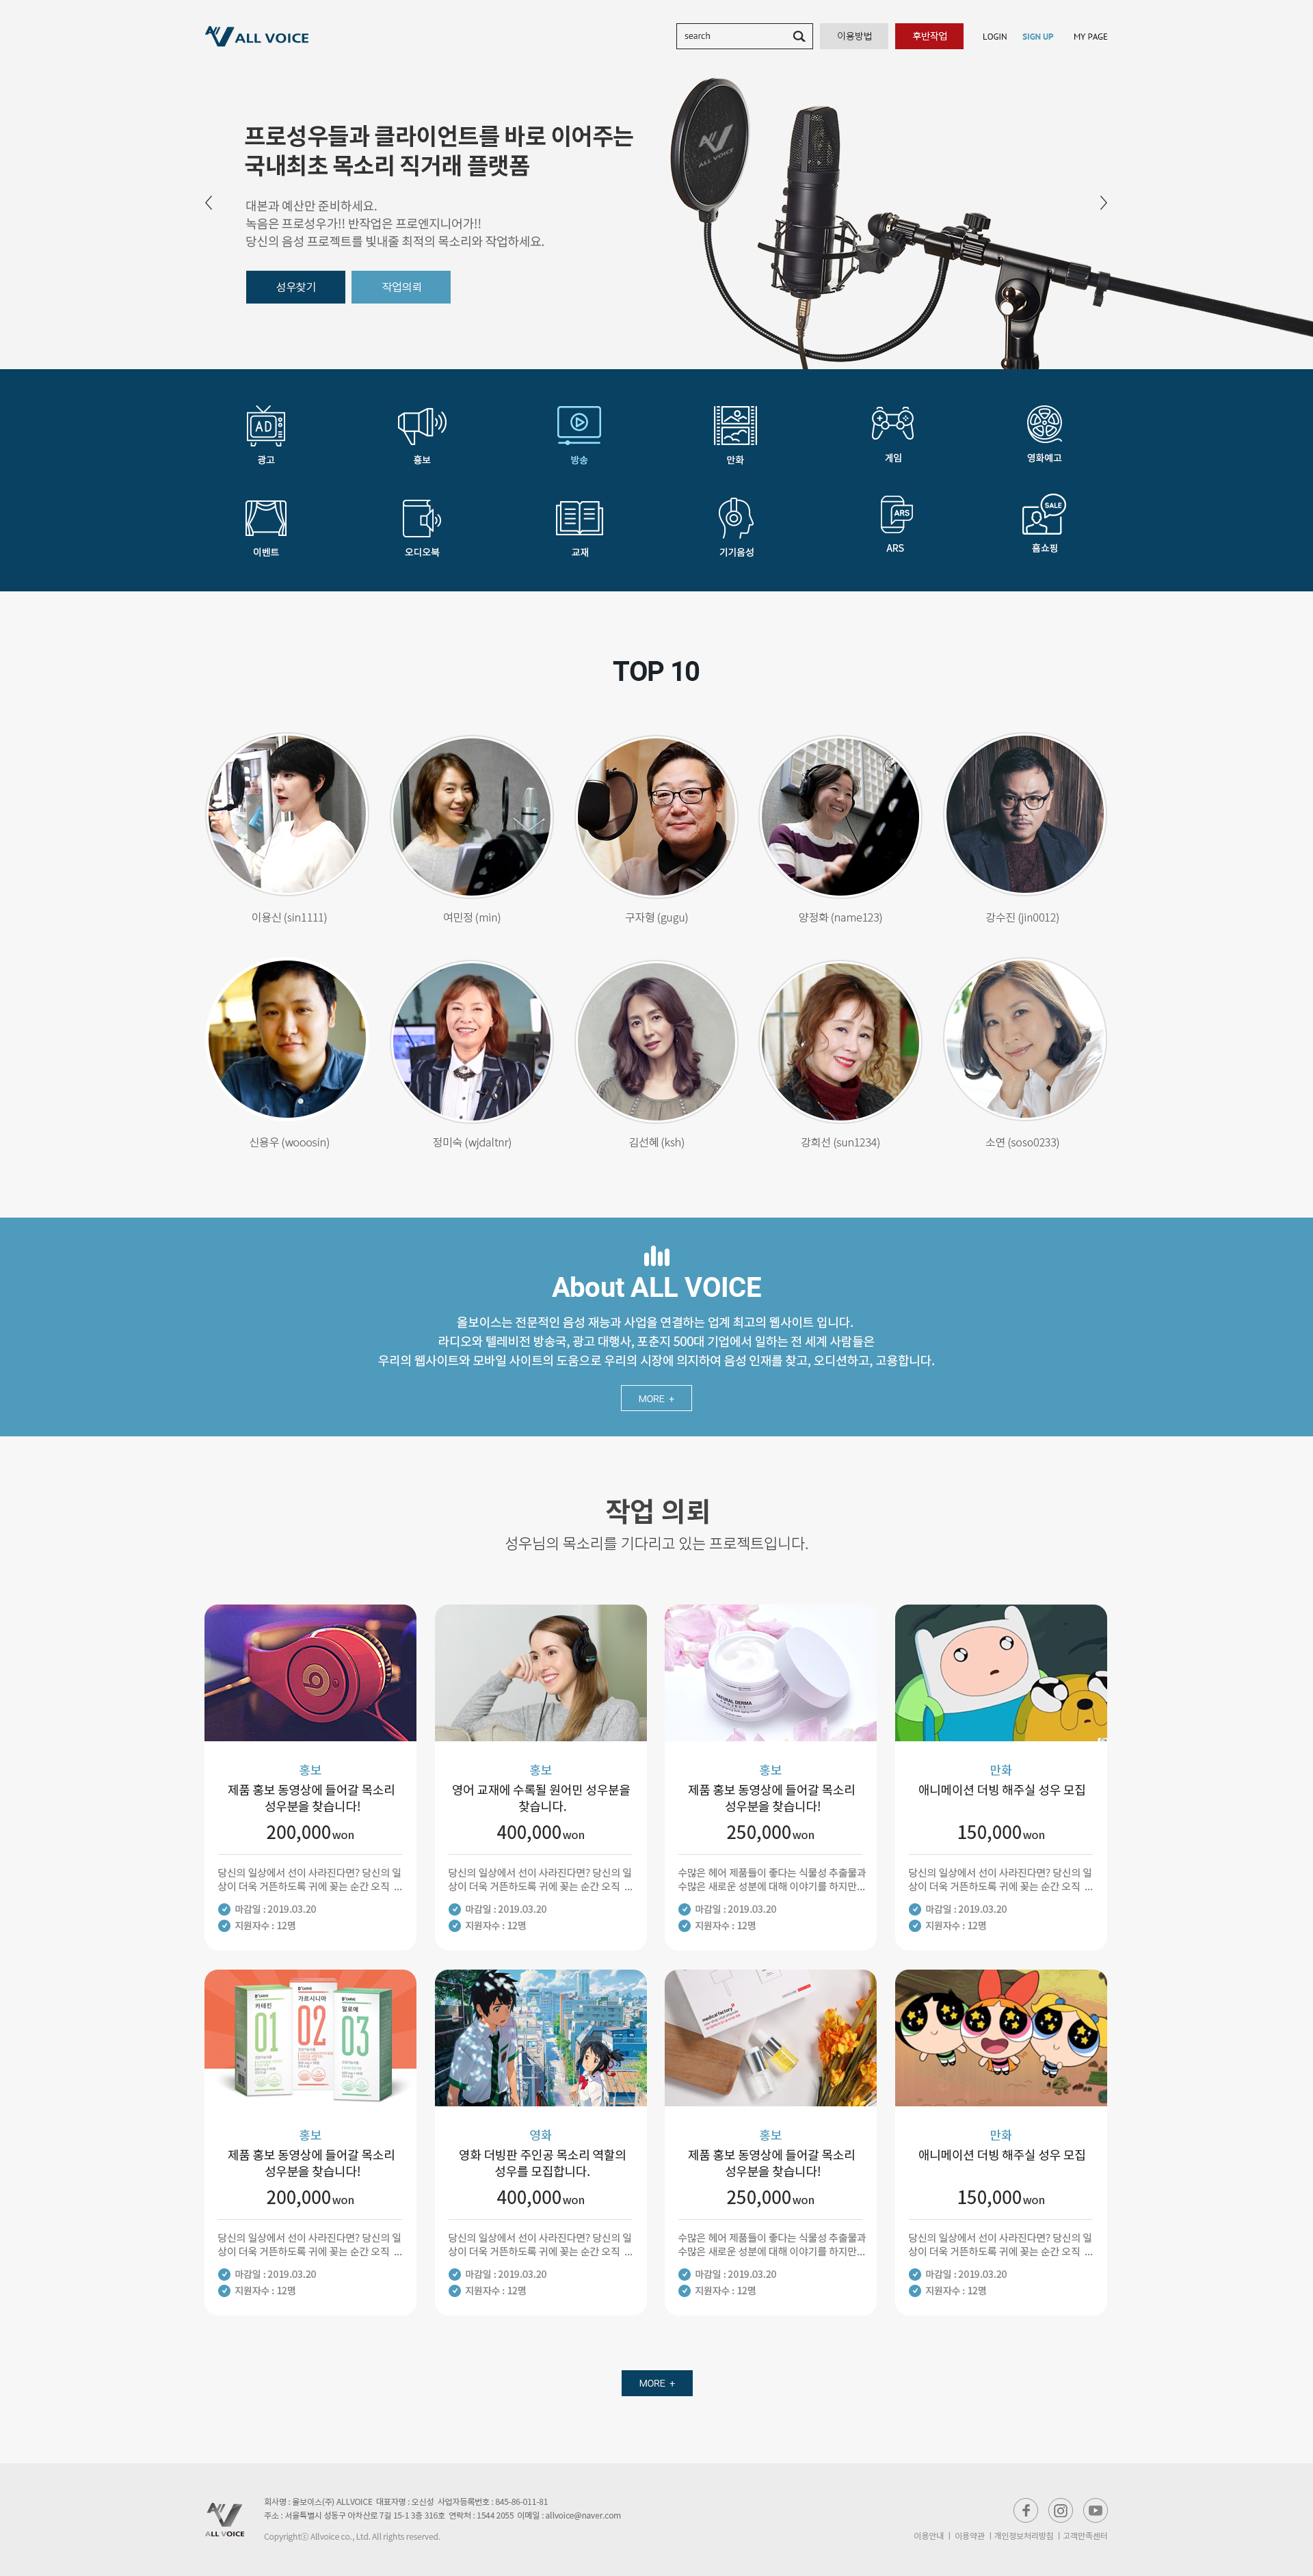 ALL VOICE
search
이용방법
후반작업
LOGIN
SIGN UP
MY PAGE
프로성우들과 클라이언트를 바로 이어주는
국내최초 목소리 직거래 플랫폼
대본과 예산만 준비하세요.
녹음은 프로성우가!! 반작업은 프로엔지니어가!!
당신의 음성 프로젝트를 빛내줄 최적의 목소리와 작업하세요.
성우찾기
작업의뢰
ALL VOICE
AD
광고
흥보
방송
만화
게임
영화예고
ARS
SALE
이벤트
오디오북
교재
기기음성
ARS
홈쇼핑
TOP 10
이용신 (sin1111)
여민정 (min)
구자형 (gugu)
양정화 (name123)
강수진 (jin0012)
신용우 (wooosin)
정미숙 (wjdaltnr)
김선혜 (ksh)
강희선 (sun1234)
소연 (soso0233)
About ALL VOICE
올보이스는 전문적인 음성 재능과 사업을 연결하는 업계 최고의 웹사이트 입니다.
라디오와 텔레비전 방송국, 광고 대행사, 포춘지 500대 기업에서 일하는 전 세계 사람들은
우리의 웹사이트와 모바일 사이트의 도움으로 우리의 시장에 의지하여 음성 인재를 찾고, 오디션하고, 고용합니다.
MORE +
작업 의뢰
성우님의 목소리를 기다리고 있는 프로젝트입니다.
홍보
제품 홍보 동영상에 들어갈 목소리
성우분을 찾습니다!
200,000 won
당신의 일상에서 선이 사라진다면? 당신의 일
상이 더욱 거뜬하도록 귀에 꽂는 순간 오직 ...
마감일 : 2019.03.20
지원자수 : 12명
홍보
영어 교재에 수록될 원어민 성우분을
찾습니다.
400,000 won
당신의 일상에서 선이 사라진다면? 당신의 일
상이 더욱 거뜬하도록 귀에 꽂는 순간 오직 ...
마감일 : 2019.03.20
지원자수 : 12명
NATURAL DERMA
PROJECT
홍보
제품 홍보 동영상에 들어갈 목소리
성우분을 찾습니다!
250,000 won
수많은 헤어 제품들이 좋다는 식물성 추출물과
수많은 새로운 성분에 대해 이야기를 하지만...
마감일 : 2019.03.20
지원자수 : 12명
만화
애니메이션 더빙 해주실 성우 모집
150,000 won
당신의 일상에서 선이 사라진다면? 당신의 일
상이 더욱 거뜬하도록 귀에 꽂는 순간 오직 ...
마감일 : 2019.03.20
지원자수 : 12명
카테킨
01
가르시니아
02
알로에
03
홍보
제품 홍보 동영상에 들어갈 목소리
성우분을 찾습니다!
200,000 won
당신의 일상에서 선이 사라진다면? 당신의 일
상이 더욱 거뜬하도록 귀에 꽂는 순간 오직 ...
마감일 : 2019.03.20
지원자수 : 12명
영화
영화 더빙판 주인공 목소리 역할의
성우를 모집합니다.
400,000 won
당신의 일상에서 선이 사라진다면? 당신의 일
상이 더욱 거뜬하도록 귀에 꽂는 순간 오직 ...
마감일 : 2019.03.20
지원자수 : 12명
medical factory
홍보
제품 홍보 동영상에 들어갈 목소리
성우분을 찾습니다!
250,000 won
수많은 헤어 제품들이 좋다는 식물성 추출물과
수많은 새로운 성분에 대해 이야기를 하지만...
마감일 : 2019.03.20
지원자수 : 12명
만화
애니메이션 더빙 해주실 성우 모집
150,000 won
당신의 일상에서 선이 사라진다면? 당신의 일
상이 더욱 거뜬하도록 귀에 꽂는 순간 오직 ...
마감일 : 2019.03.20
지원자수 : 12명
MORE +
ALL VOICE
회사명 : 올보이스(주) ALLVOICE 대표자명 : 오신성 사업자등록번호 : 845-86-011-81
주소 : 서울특별시 성동구 아차산로 7길 15-1 3층 316호 연락처 : 1544 2055 이메일 : allvoice@naver.com
Copyrightⓒ Allvoice co., Ltd. All rights reserved.
이용안내 | 이용약관 | 개인정보처리방침 | 고객만족센터